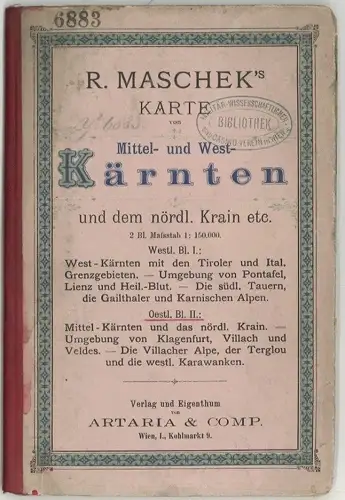 6883
R. MASCHEK'S
KARTE
von
BIBLIOTHEK
Mittel- und West-
Kärnten
und dem nördl. Krain etc.
2 Bl. Mafsstab 1: 150.000.
Westl. Bl. I.:
West-Kärnten mit den Tiroler und Ital.
Grenzgebieten. — Umgebung von Pontafel,
Lienz und Heil.-Blut. — Die südl. Tauern,
die Gailthaler und Karnischen Alpen.
Oestl. Bl. II.:
Mittel-Kärnten und das nördl. Krain. —
Umgebung von Klagenfurt, Villach und
Veldes. — Die Villacher Alpe, der Terglou
und die westl. Karawanken.
Verlag und Eigenthum
von
ARTARIA & COMP.
Wien, I., Kohlmarkt 9.